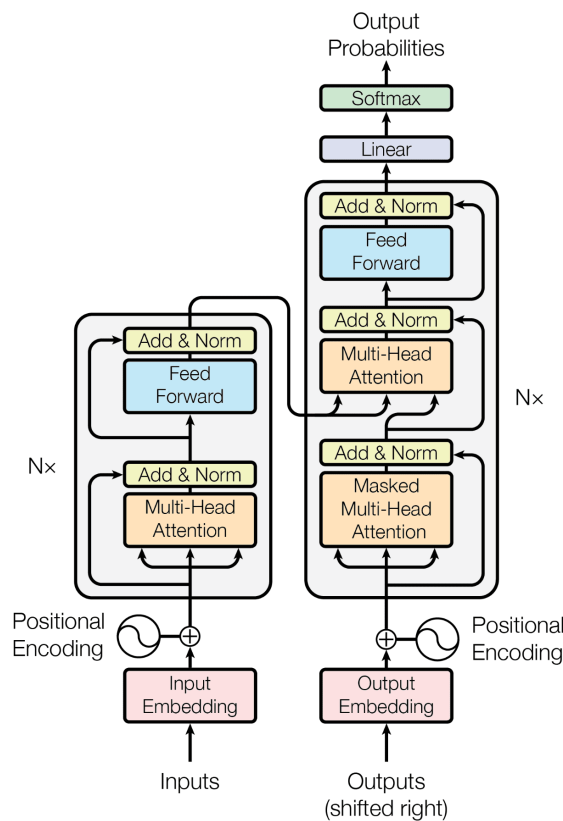 Output
Probabilities
Softmax
Linear
Add & Norm
Feed
Forward
Add & Norm
Multi-Head
Attention
Add & Norm
Masked
Multi-Head
Attention
N×
Add & Norm
Feed
Forward
Add & Norm
Multi-Head
Attention
N×
Positional
Encoding
Positional
Encoding
Input
Embedding
Output
Embedding
Inputs
Outputs
(shifted right)